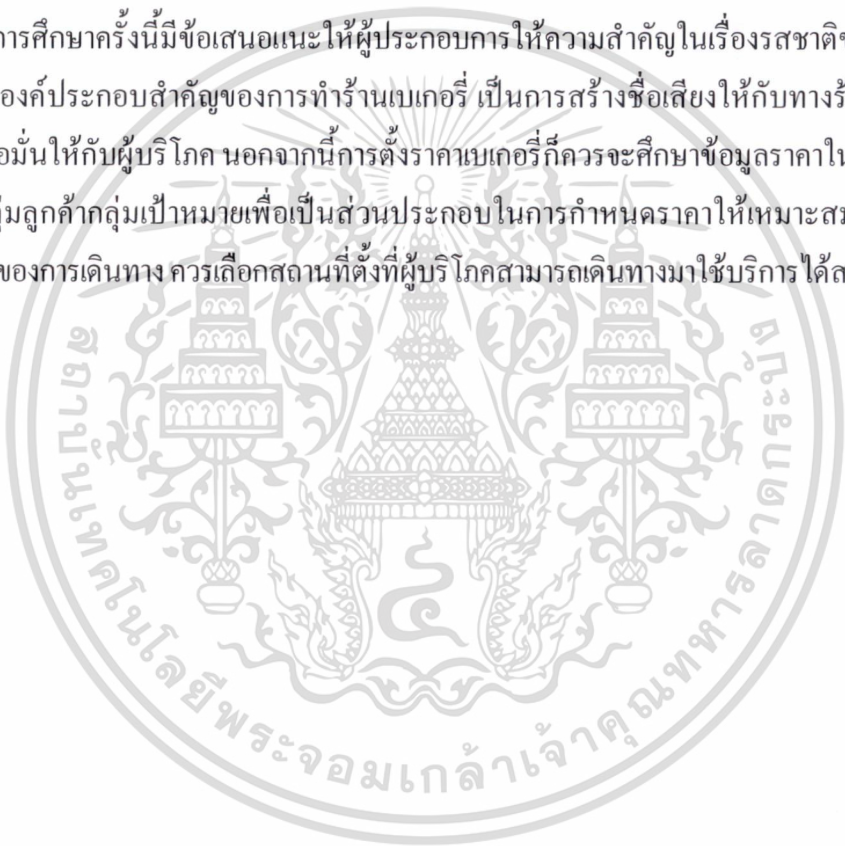 การศึกษาครั้งนี้มีข้อเสนอแนะให้ผู้ประกอบการให้ความสำคัญในเรื่องรสชาติ
องค์ประกอบสำคัญของการทำร้านเบเกอรี่ เป็นการสร้างชื่อเสียงให้กับทาง
มั่นให้กับผู้บริโภค นอกจากนี้การตั้งราคาเบเกอรี่ก็ควรจะศึกษาข้อมูลราคาใน
ลูกค้ากลุ่มเป้าหมายเพื่อเป็นส่วนประกอบในการกำหนดราคาให้เหมาะสม
ของการเดินทาง ควรเลือกสถานที่ตั้งที่ผู้บริโภคสามารถเดินทางมาใช้บริการได้
สถาบันเทคโนโลยีพระจอมเกล้าเจ้าคุณทหารลาดกระบัง